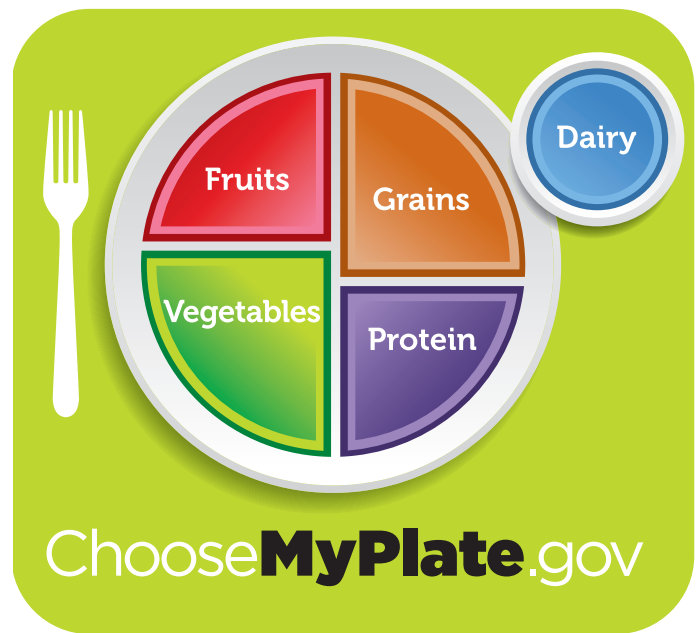 Fruits
Grains
Dairy
Vegetables
Protein
ChooseMyPlate.gov